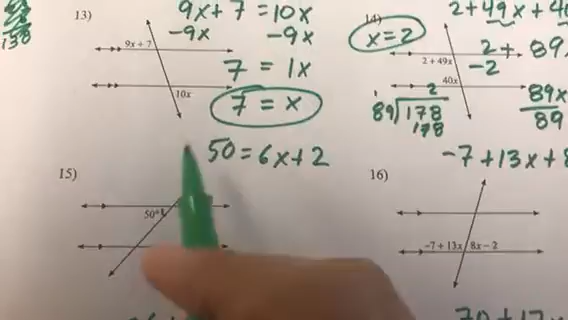 13)
9x+7
10x
9x + 7 = 10x
-9x -9x
7 = 1x
7 = x
14)
2+49x+40
x=2
2+ 89
-2
2 + 49x
40x
89x
89
2
89)178
178
138
15)
50°
50=6x+2
16)
-7+13x+8
-7 + 13x
8x - 2